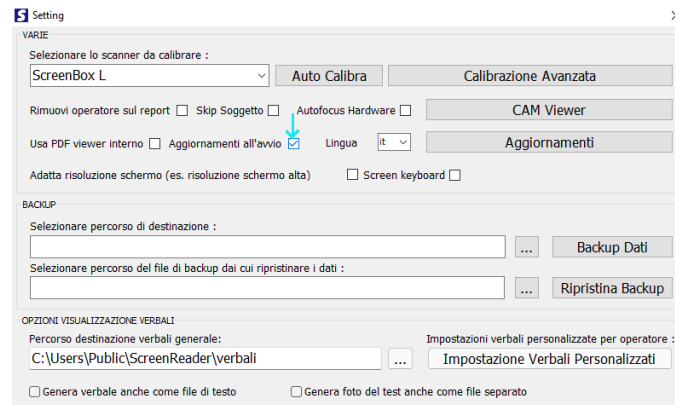 Setting
VARIE
Selezionare lo scanner da calibrare :
ScreenBox L Auto Calibra Calibrazione Avanzata
Rimuovi operatore sul report Skip Soggetto Autofocus Hardware CAM Viewer
Usa PDF viewer interno Aggiornamenti all'avvio Lingua it Aggiornamenti
Adatta risoluzione schermo (es. risoluzione schermo alta) Screen keyboard
BACKUP
Selezionare percorso di destinazione :
... Backup Dati
Selezionare percorso del file di backup dai cui ripristinare i dati :
... Ripristina Backup
OPZIONI VISUALIZZAZIONE VERBALI
Percorso destinazione verbali generale: Impostazioni verbali personalizzate per operatore :
C:\Users\Public\ScreenReader\verbali ... Impostazione Verbali Personalizzati
Genera verbale anche come file di testo Genera foto del test anche come file separato